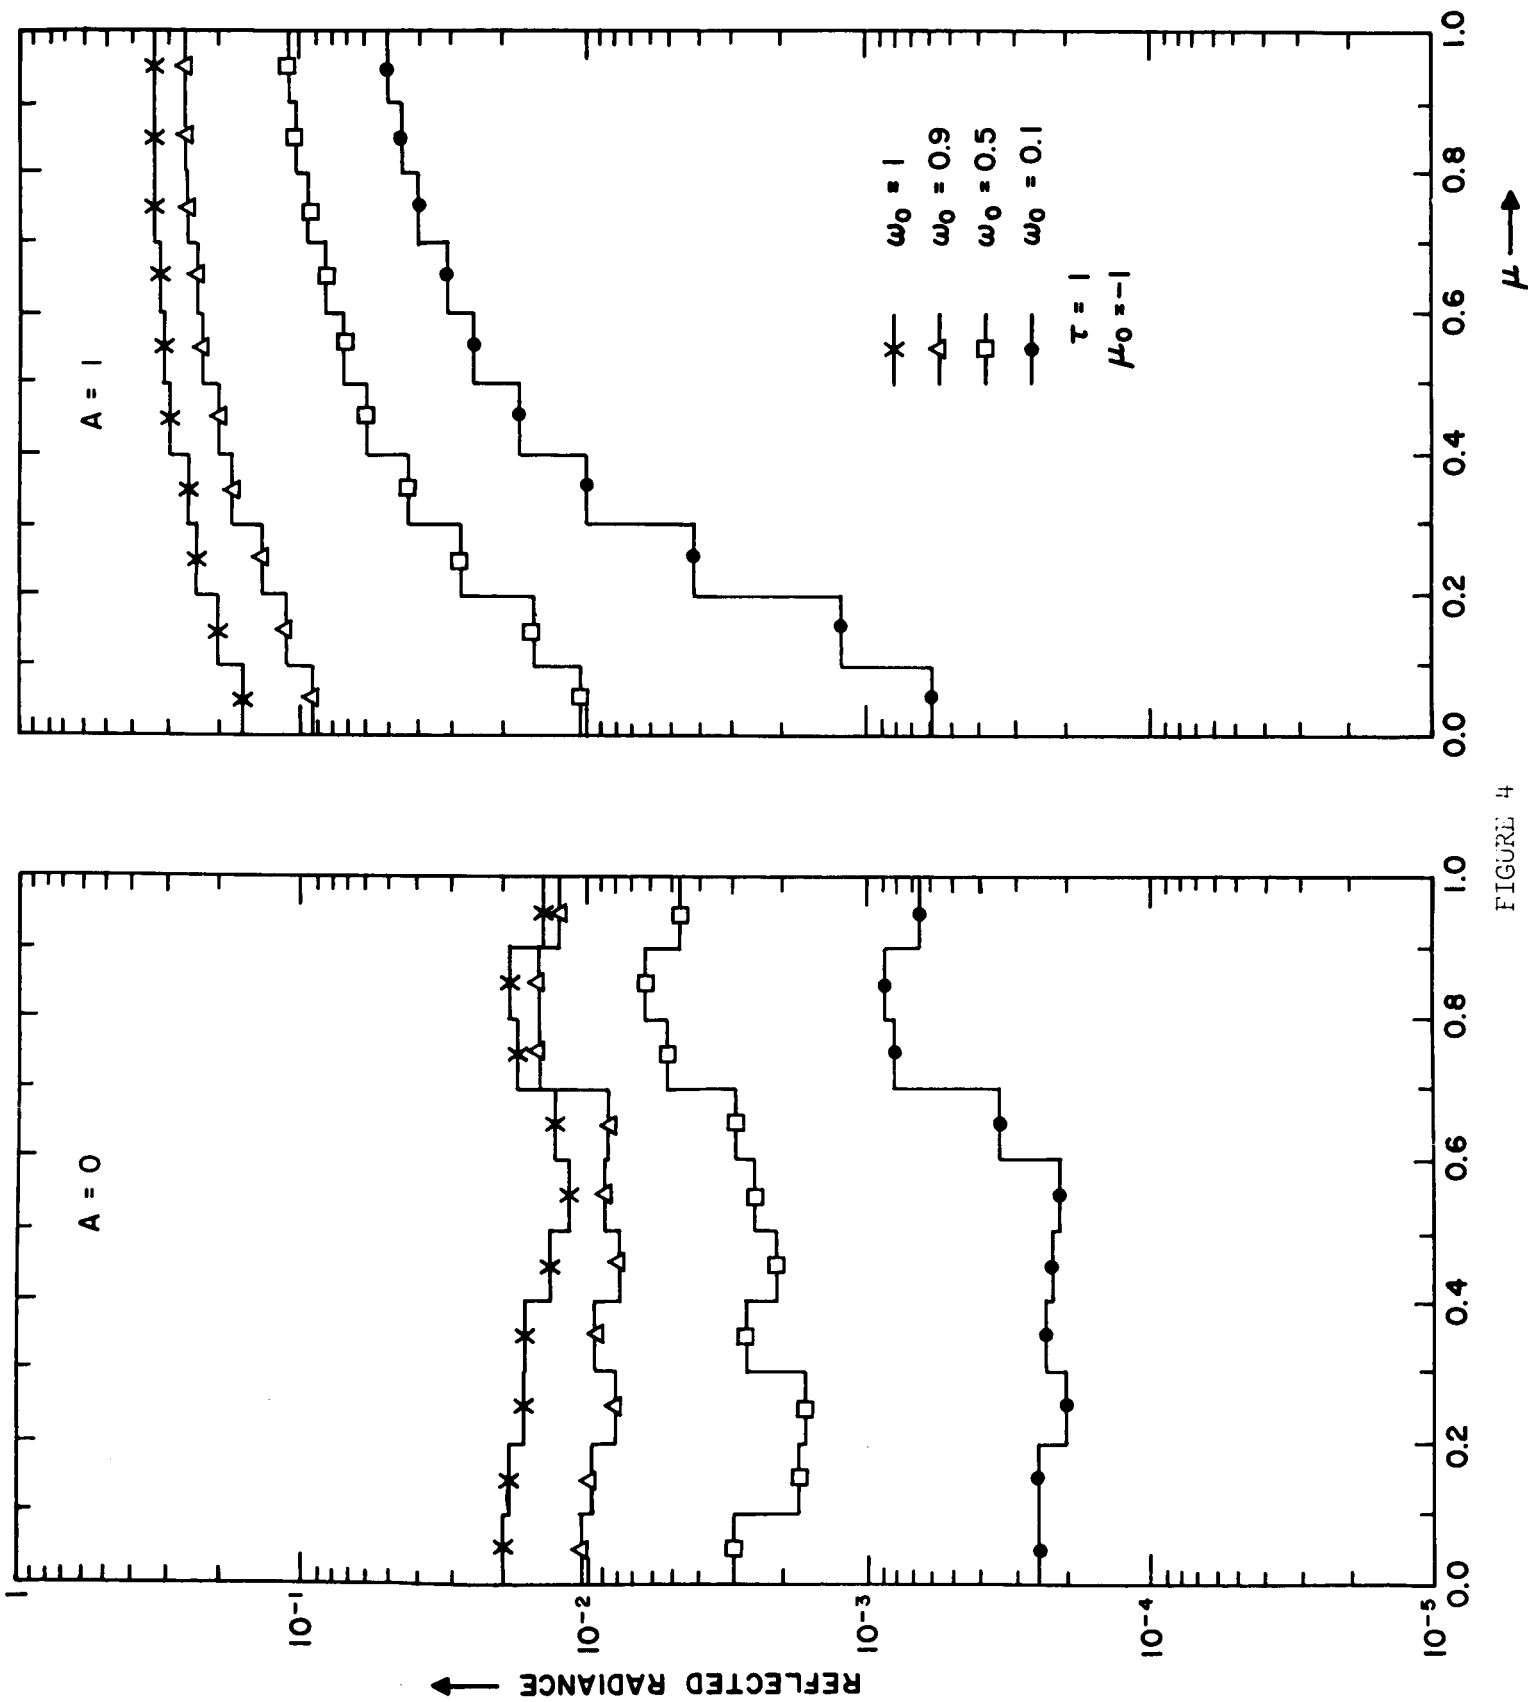 A = 0
A = 1
1
10⁻¹
10⁻²
10⁻³
10⁻⁴
10⁻⁵
REFLECTED RADIANCE
ω₀ = 1
ω₀ = 0.9
ω₀ = 0.5
ω₀ = 0.1
τ = 1
μ₀ = -1
0.0 0.2 0.4 0.6 0.8 1.0
0.0 0.2 0.4 0.6 0.8 1.0
μ
FIGURE 4